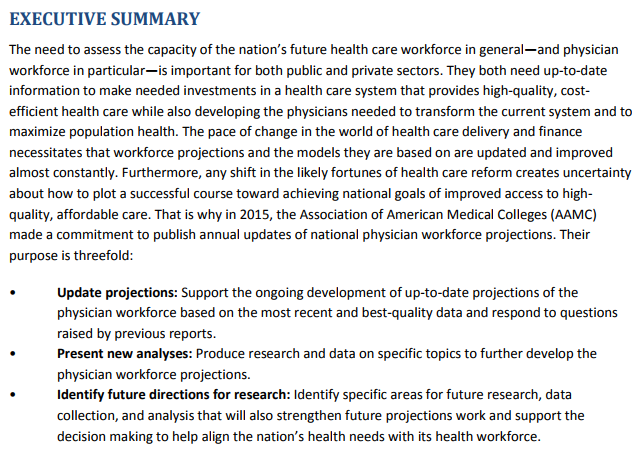 EXECUTIVE SUMMARY
The need to assess the capacity of the nation’s future health care workforce in general—and physician
workforce in particular—is important for both public and private sectors. They both need up-to-date
information to make needed investments in a health care system that provides high-quality, cost-
efficient health care while also developing the physicians needed to transform the current system and to
maximize population health. The pace of change in the world of health care delivery and finance
necessitates that workforce projections and the models they are based on are updated and improved
almost constantly. Furthermore, any shift in the likely fortunes of health care reform creates uncertainty
about how to plot a successful course toward achieving national goals of improved access to high-
quality, affordable care. That is why in 2015, the Association of American Medical Colleges (AAMC)
made a commitment to publish annual updates of national physician workforce projections. Their
purpose is threefold:
• Update projections: Support the ongoing development of up-to-date projections of the
physician workforce based on the most recent and best-quality data and respond to questions
raised by previous reports.
• Present new analyses: Produce research and data on specific topics to further develop the
physician workforce projections.
• Identify future directions for research: Identify specific areas for future research, data
collection, and analysis that will also strengthen future projections work and support the
decision making to help align the nation’s health needs with its health workforce.